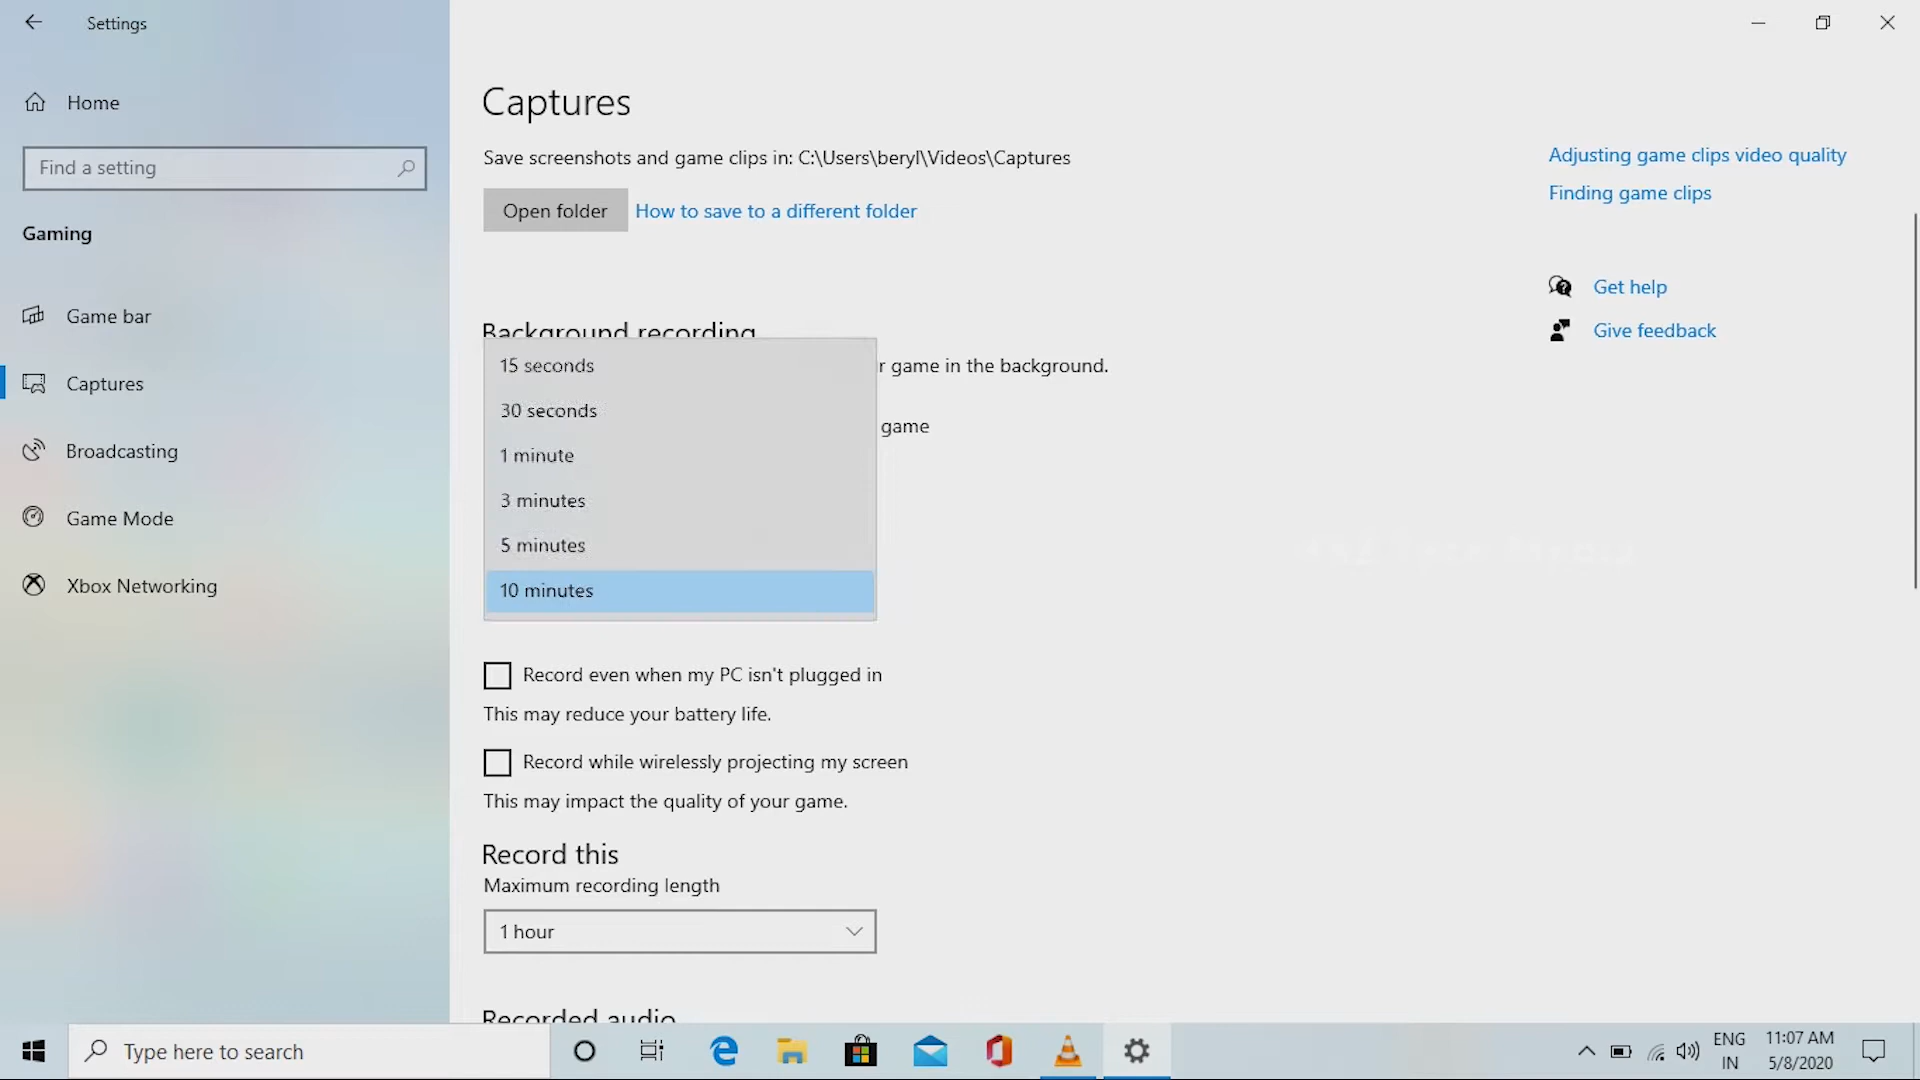 Settings
Home
Find a setting
Gaming
Game bar
Captures
Broadcasting
Game Mode
Xbox Networking
Captures
Save screenshots and game clips in: C:\Users\beryl\Videos\Captures
Open folder
How to save to a different folder
Background recording
r game in the background.
game
15 seconds
30 seconds
1 minute
3 minutes
5 minutes
10 minutes
Record even when my PC isn't plugged in
This may reduce your battery life.
Record while wirelessly projecting my screen
This may impact the quality of your game.
Record this
Maximum recording length
1 hour
Recorded audio
Adjusting game clips video quality
Finding game clips
Get help
Give feedback
Type here to search
ENG
IN
11:07 AM
5/8/2020